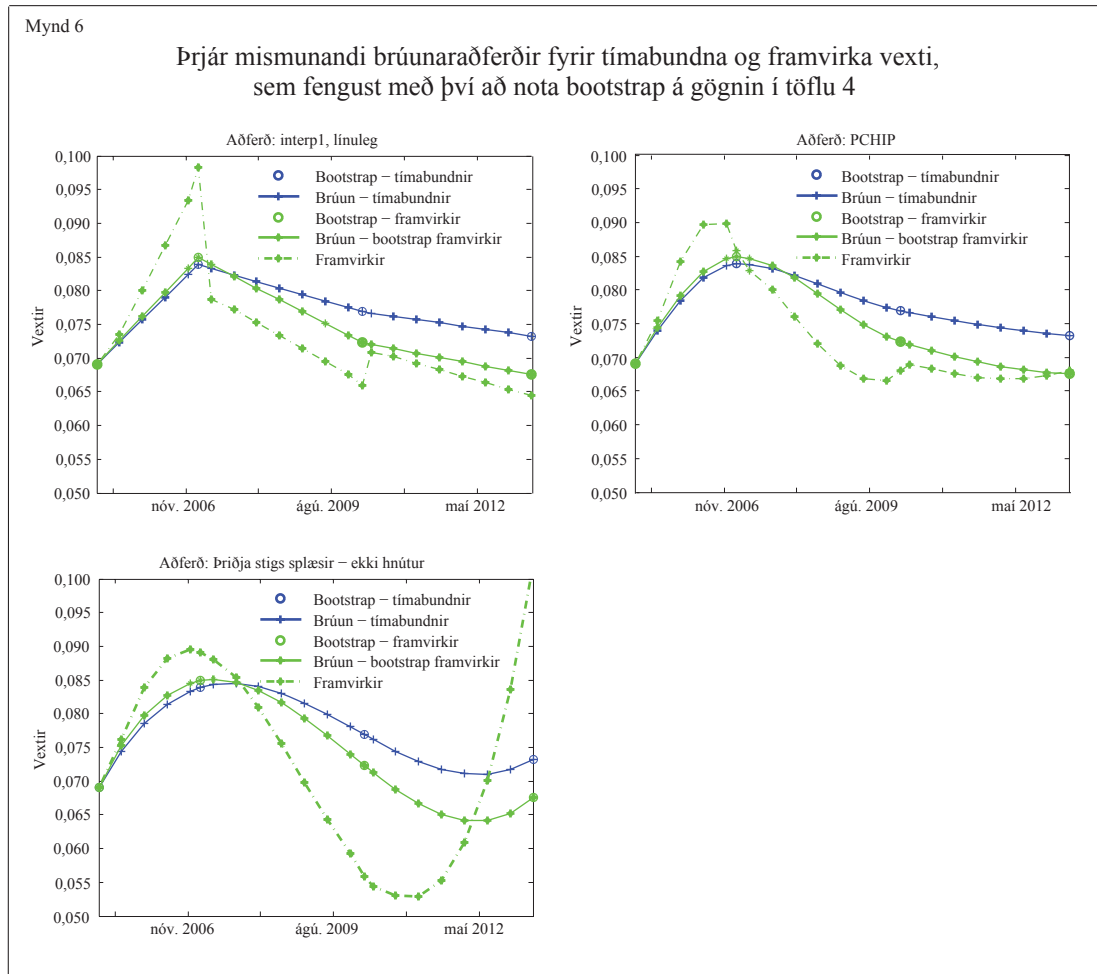 Mynd 6
Þrjár mismunandi brúunaraðferðir fyrir tímabundna og framvirka vexti,
sem fengust með því að nota bootstrap á gögnin í töflu 4
Aðferð: interp1, línuleg
0,100
0,095
0,090
0,085
0,080
0,075
0,070
0,065
0,060
0,055
0,050
Vextir
Bootstrap − tímabundnir
Brúun − tímabundnir
Bootstrap − framvirkir
Brúun − bootstrap framvirkir
Framvirkir
nóv. 2006
ágú. 2009
maí 2012
Aðferð: PCHIP
0,100
0,095
0,090
0,085
0,080
0,075
0,070
0,065
0,060
0,055
0,050
Vextir
Bootstrap − tímabundnir
Brúun − tímabundnir
Bootstrap − framvirkir
Brúun − bootstrap framvirkir
Framvirkir
nóv. 2006
ágú. 2009
maí 2012
Aðferð: Þriðja stigs splæsir − ekki hnútur
0,100
0,095
0,090
0,085
0,080
0,075
0,070
0,065
0,060
0,055
0,050
Vextir
Bootstrap − tímabundnir
Brúun − tímabundnir
Bootstrap − framvirkir
Brúun − bootstrap framvirkir
Framvirkir
nóv. 2006
ágú. 2009
maí 2012